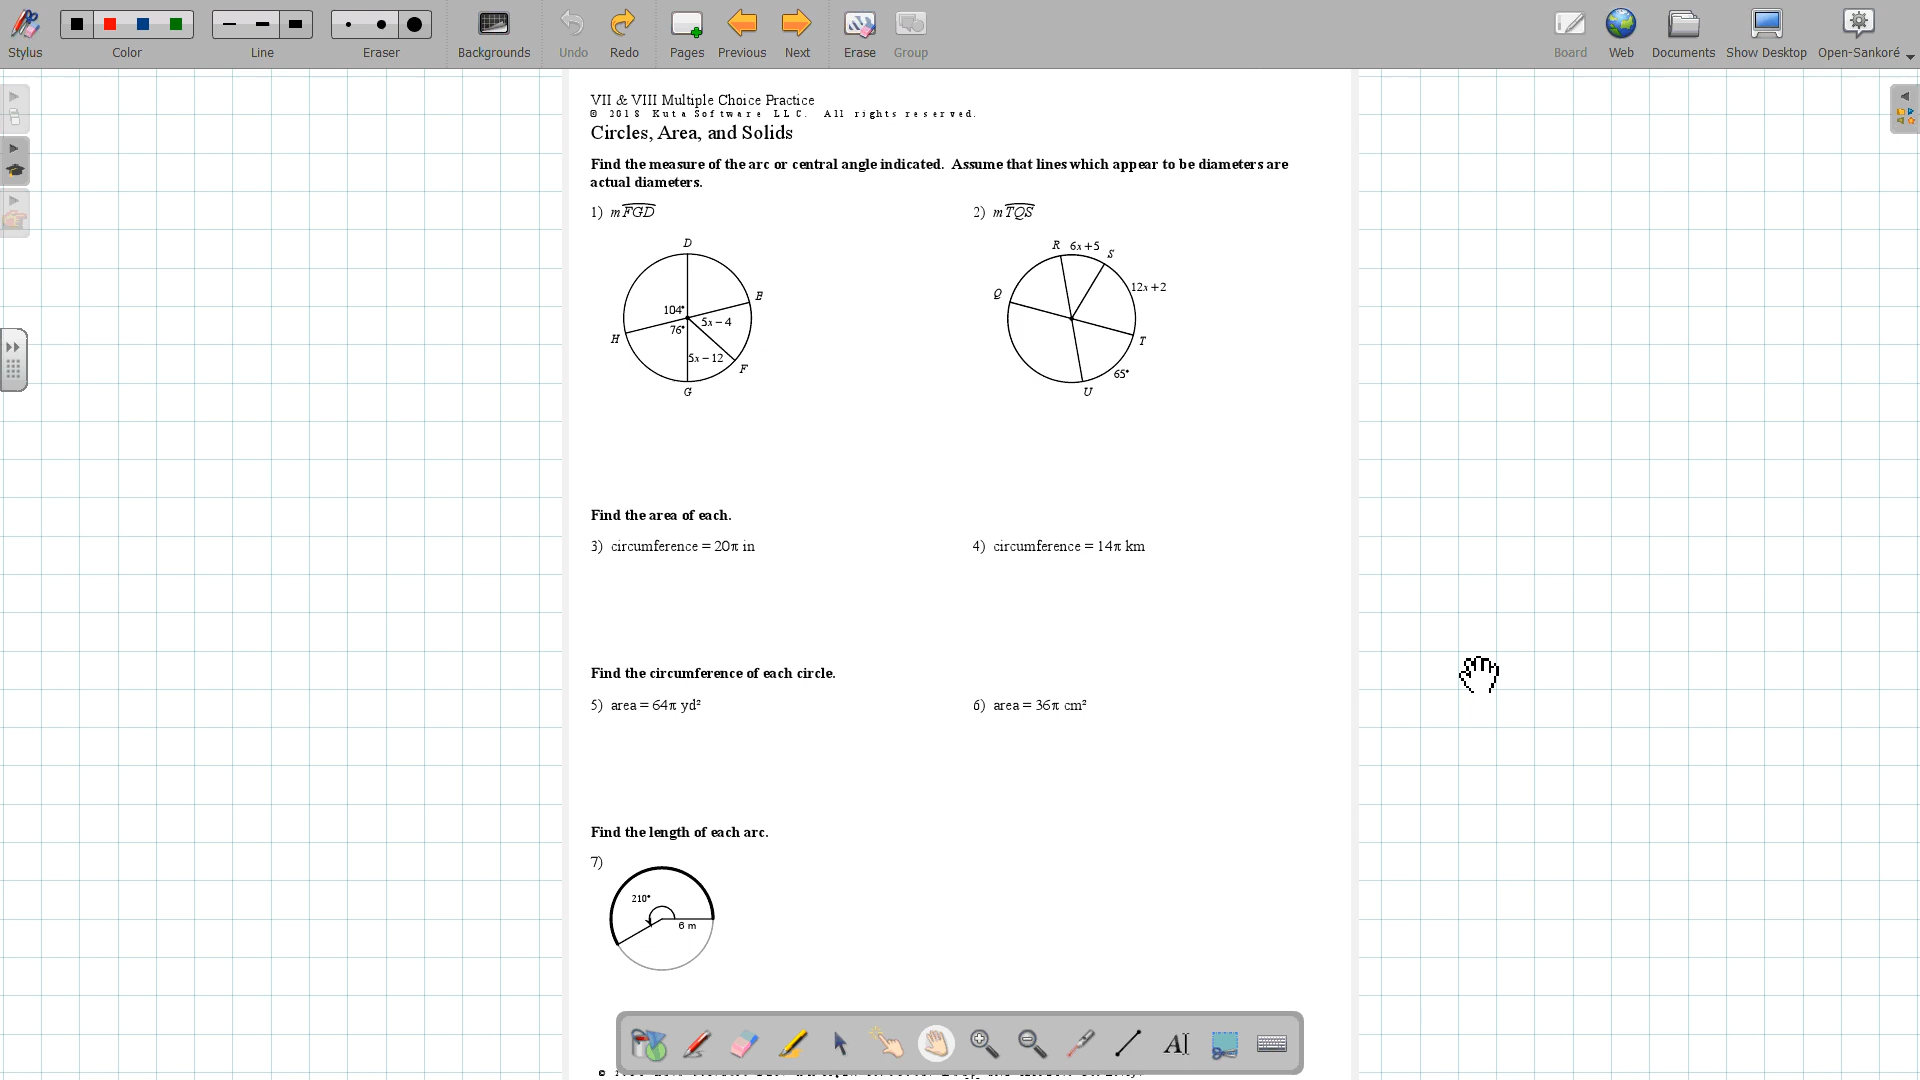 Stylus Color Line Eraser Backgrounds Undo Redo Pages Previous Next Erase Group Board Web Documents Show Desktop Open-Sankoré
VII & VIII Multiple Choice Practice
© 2018 Kuta Software LLC. All rights reserved.
Circles, Area, and Solids
Find the measure of the arc or central angle indicated. Assume that lines which appear to be diameters are
actual diameters.
1) mFGD
2) mTQS
D
E
104°
5x − 4
76°
H
5x − 12
F
G
R 6x + 5 S
Q
12x + 2
T
65°
U
Find the area of each.
3) circumference = 20π in
4) circumference = 14π km
Find the circumference of each circle.
5) area = 64π yd²
6) area = 36π cm²
Find the length of each arc.
7)
210°
6 m
AI